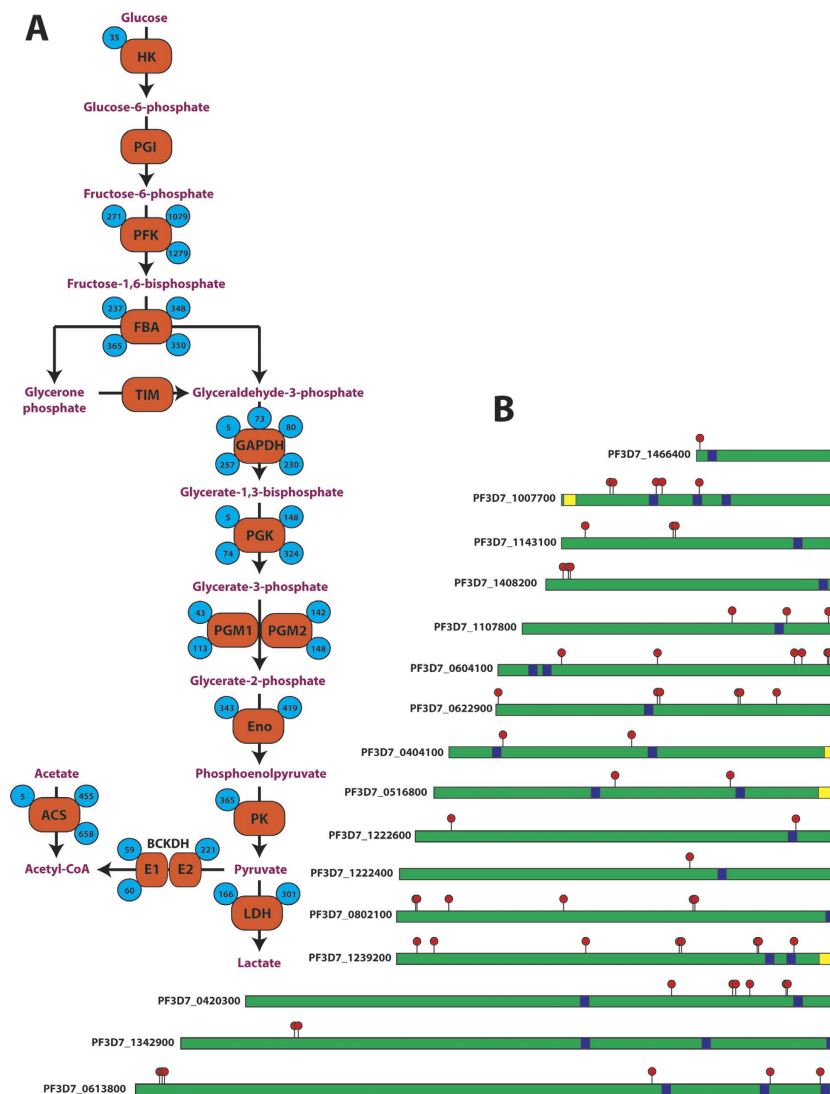 A
Glucose
35
HK
Glucose-6-phosphate
PGI
Fructose-6-phosphate
271
1079
PFK
1279
Fructose-1,6-bisphosphate
237
348
FBA
365
350
Glycerone
phosphate
TIM
Glyceraldehyde-3-phosphate
5
73
80
GAPDH
257
230
Glycerate-1,3-bisphosphate
5
148
PGK
74
324
Glycerate-3-phosphate
43
142
PGM1
PGM2
113
148
Glycerate-2-phosphate
343
419
Eno
Acetate
Phosphoenolpyruvate
5
455
ACS
658
365
PK
BCKDH
59
221
E1
E2
60
Acetyl-CoA
Pyruvate
166
301
LDH
Lactate
B
PF3D7_1466400
PF3D7_1007700
PF3D7_1143100
PF3D7_1408200
PF3D7_1107800
PF3D7_0604100
PF3D7_0622900
PF3D7_0404100
PF3D7_0516800
PF3D7_1222600
PF3D7_1222400
PF3D7_0802100
PF3D7_1239200
PF3D7_0420300
PF3D7_1342900
PF3D7_0613800